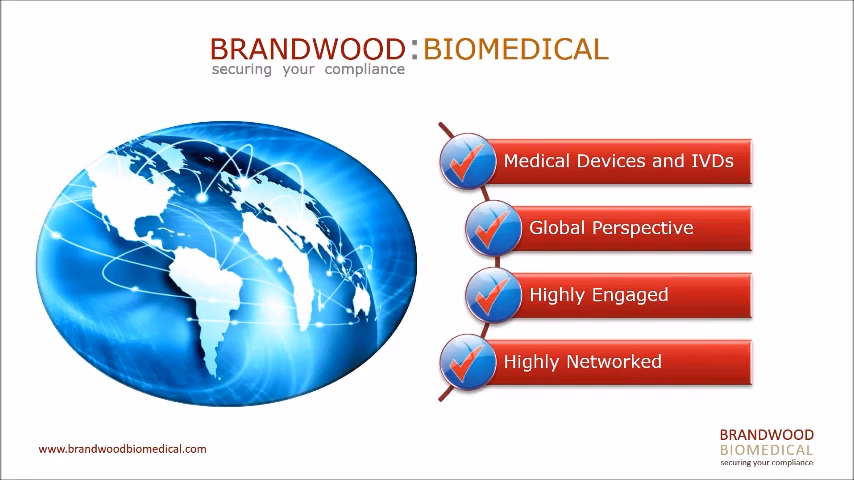 BRANDWOOD:BIOMEDICAL
securing your compliance
Medical Devices and IVDs
Global Perspective
Highly Engaged
Highly Networked
www.brandwoodbiomedical.com
BRANDWOOD
BIOMEDICAL
securing your compliance